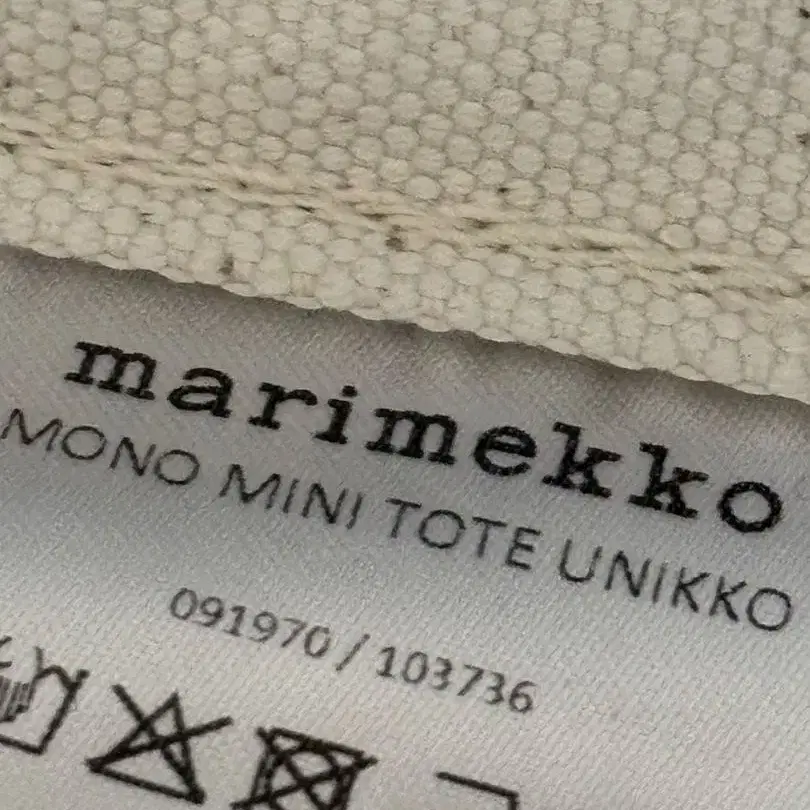 marimekko
MONO MINI TOTE UNIKKO
091970 / 103736